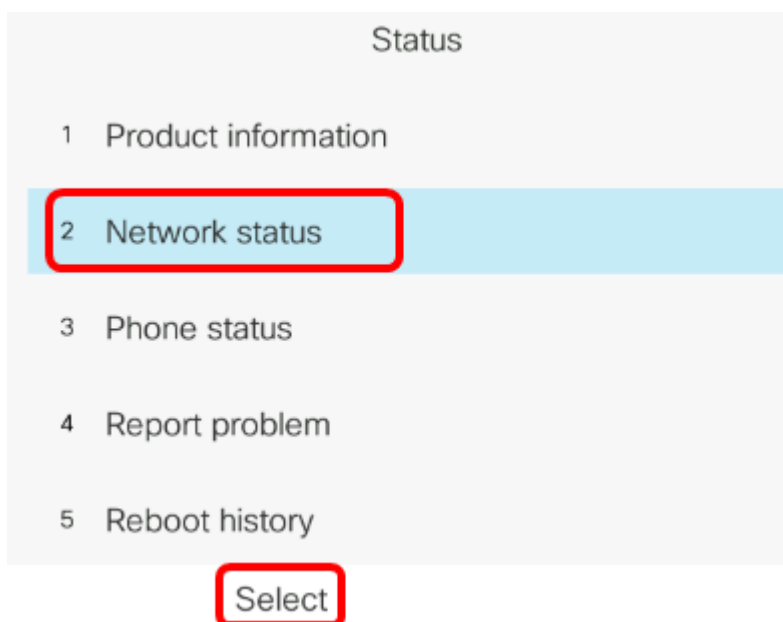 Status
1 Product information
2 Network status
3 Phone status
4 Report problem
5 Reboot history
Select